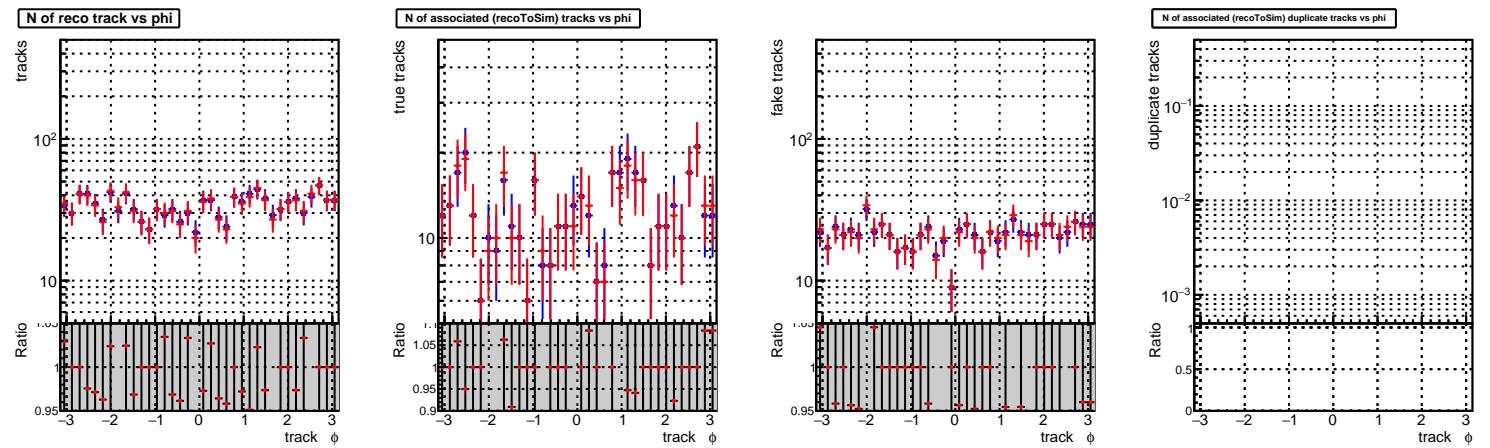 N of reco track vs phi
tracks
10²
10
Ratio
1.05
1
0.95
−3 −2 −1 0 1 2 3
track ϕ
N of associated (recoToSim) tracks vs phi
true tracks
10
Ratio
1.1
1.05
1
0.95
0.9
−3 −2 −1 0 1 2 3
track ϕ
fake tracks
10²
10
Ratio
1.05
1
0.95
−3 −2 −1 0 1 2 3
track ϕ
N of associated (recoToSim) duplicate tracks vs phi
duplicate tracks
10⁻¹
10⁻²
10⁻³
Ratio
1
0.5
0
−3 −2 −1 0 1 2 3
track ϕ